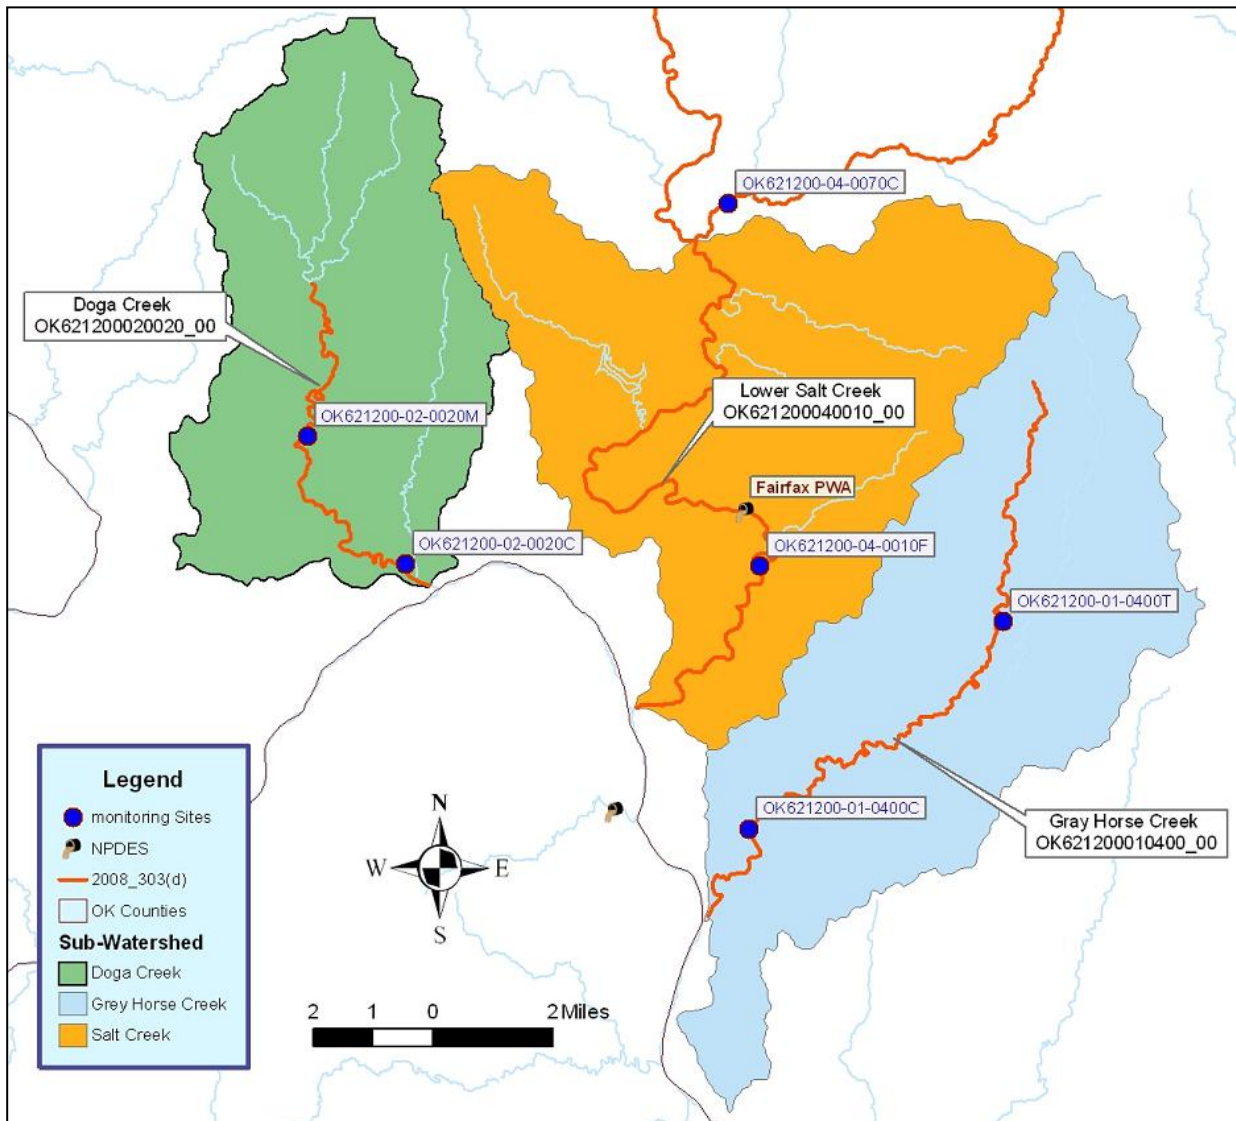 OK621200-04-0070C
Doga Creek
OK621200020020_00
OK621200-02-0020M
Lower Salt Creek
OK621200040010_00
Fairfax PWA
OK621200-02-0020C
OK621200-04-0010F
OK621200-01-0400T
OK621200-01-0400C
Gray Horse Creek
OK621200010400_00
Legend
monitoring Sites
NPDES
2008_303(d)
OK Counties
Sub-Watershed
Doga Creek
Grey Horse Creek
Salt Creek
N
W E
S
2 1 0 2 Miles